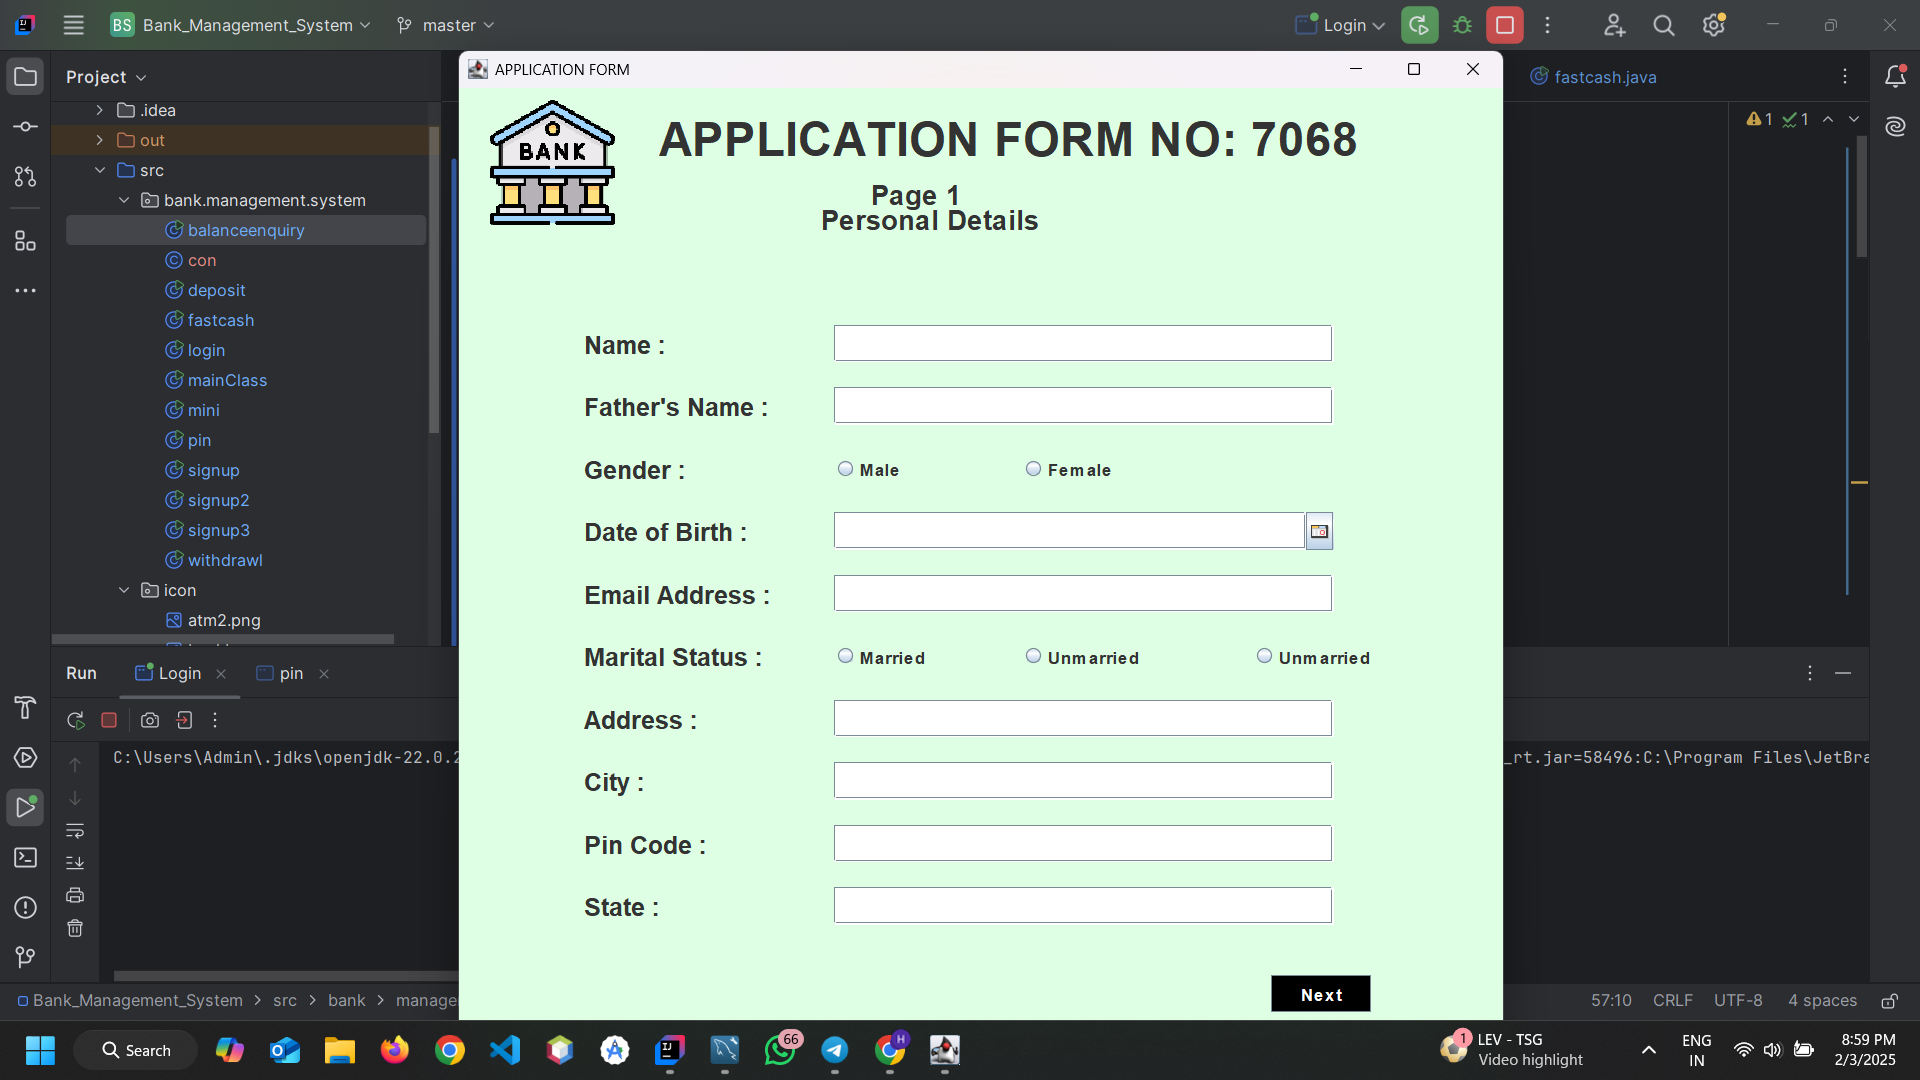 BS Bank_Management_System master Login
Project
.idea
out
src
bank.management.system
balanceenquiry
con
deposit
fastcash
login
mainClass
mini
pin
signup
signup2
signup3
withdrawl
icon
atm2.png
APPLICATION FORM
BANK
APPLICATION FORM NO: 7068
Page 1
Personal Details
Name :
Father's Name :
Gender : Male Female
Date of Birth :
Email Address :
Marital Status : Married Unmarried Unmarried
Address :
City :
Pin Code :
State :
Next
fastcash.java
1 1
Run Login pin
C:\Users\Admin\.jdks\openjdk-22.0.2 _rt.jar=58496:C:\Program Files\JetBra
Bank_Management_System > src > bank > manage 57:10 CRLF UTF-8 4 spaces
Search 66 H 1 LEV - TSG ENG 8:59 PM
Video highlight IN 2/3/2025